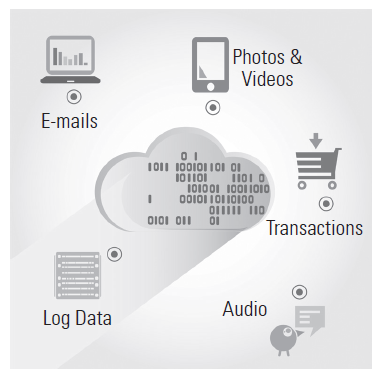 Photos &
Videos
E-mails
Transactions
Log Data
Audio